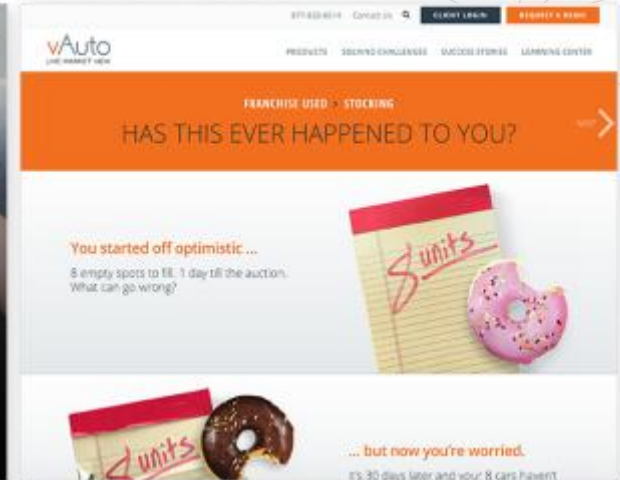 Contact Us
CLIENT LOGIN
REQUEST A DEMO
vAuto
LIVE MARKET VIEW
PRODUCTS SOLVING CHALLENGES SUCCESS STORIES LEARNING CENTER
FRANCHISE USED > STOCKING
HAS THIS EVER HAPPENED TO YOU?
You started off optimistic ...
8 empty spots to fill. 1 day till the auction.
What can go wrong?
8 units
8 units
... but now you're worried.
It's 30 days later and your 8 cars haven't